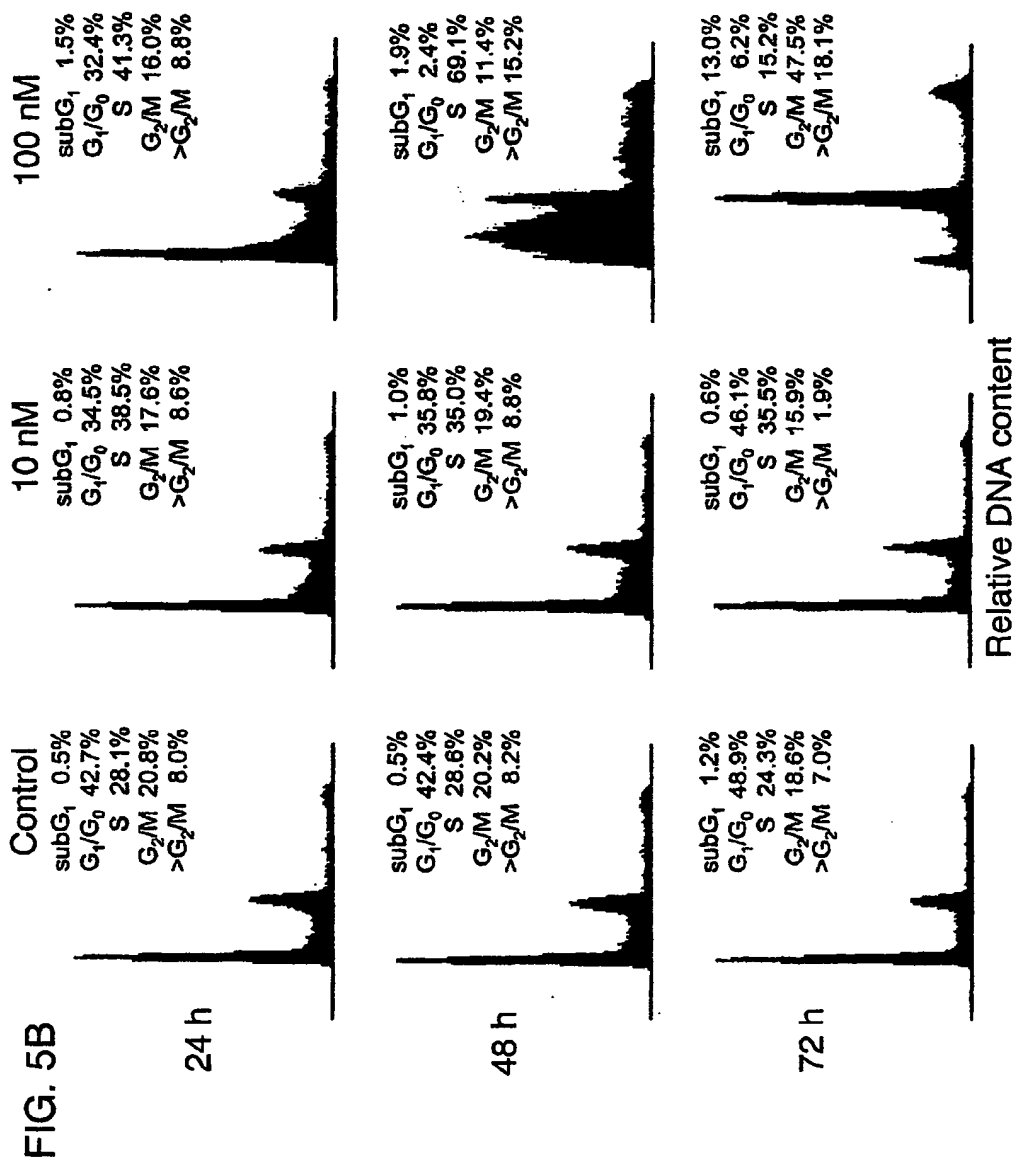 FIG. 5B
Control
10 nM
100 nM
24 h
subG₁ 0.5%
G₁/G₀ 42.7%
S 28.1%
G₂/M 20.8%
>G₂/M 8.0%
subG₁ 0.8%
G₁/G₀ 34.5%
S 38.5%
G₂/M 17.6%
>G₂/M 8.6%
subG₁ 1.5%
G₁/G₀ 32.4%
S 41.3%
G₂/M 16.0%
>G₂/M 8.8%
48 h
subG₁ 0.5%
G₁/G₀ 42.4%
S 28.6%
G₂/M 20.2%
>G₂/M 8.2%
subG₁ 1.0%
G₁/G₀ 35.8%
S 35.0%
G₂/M 19.4%
>G₂/M 8.8%
subG₁ 1.9%
G₁/G₀ 2.4%
S 69.1%
G₂/M 11.4%
>G₂/M 15.2%
72 h
subG₁ 1.2%
G₁/G₀ 48.9%
S 24.3%
G₂/M 18.6%
>G₂/M 7.0%
subG₁ 0.6%
G₁/G₀ 46.1%
S 35.5%
G₂/M 15.9%
>G₂/M 1.9%
subG₁ 13.0%
G₁/G₀ 6.2%
S 15.2%
G₂/M 47.5%
>G₂/M 18.1%
Relative DNA content